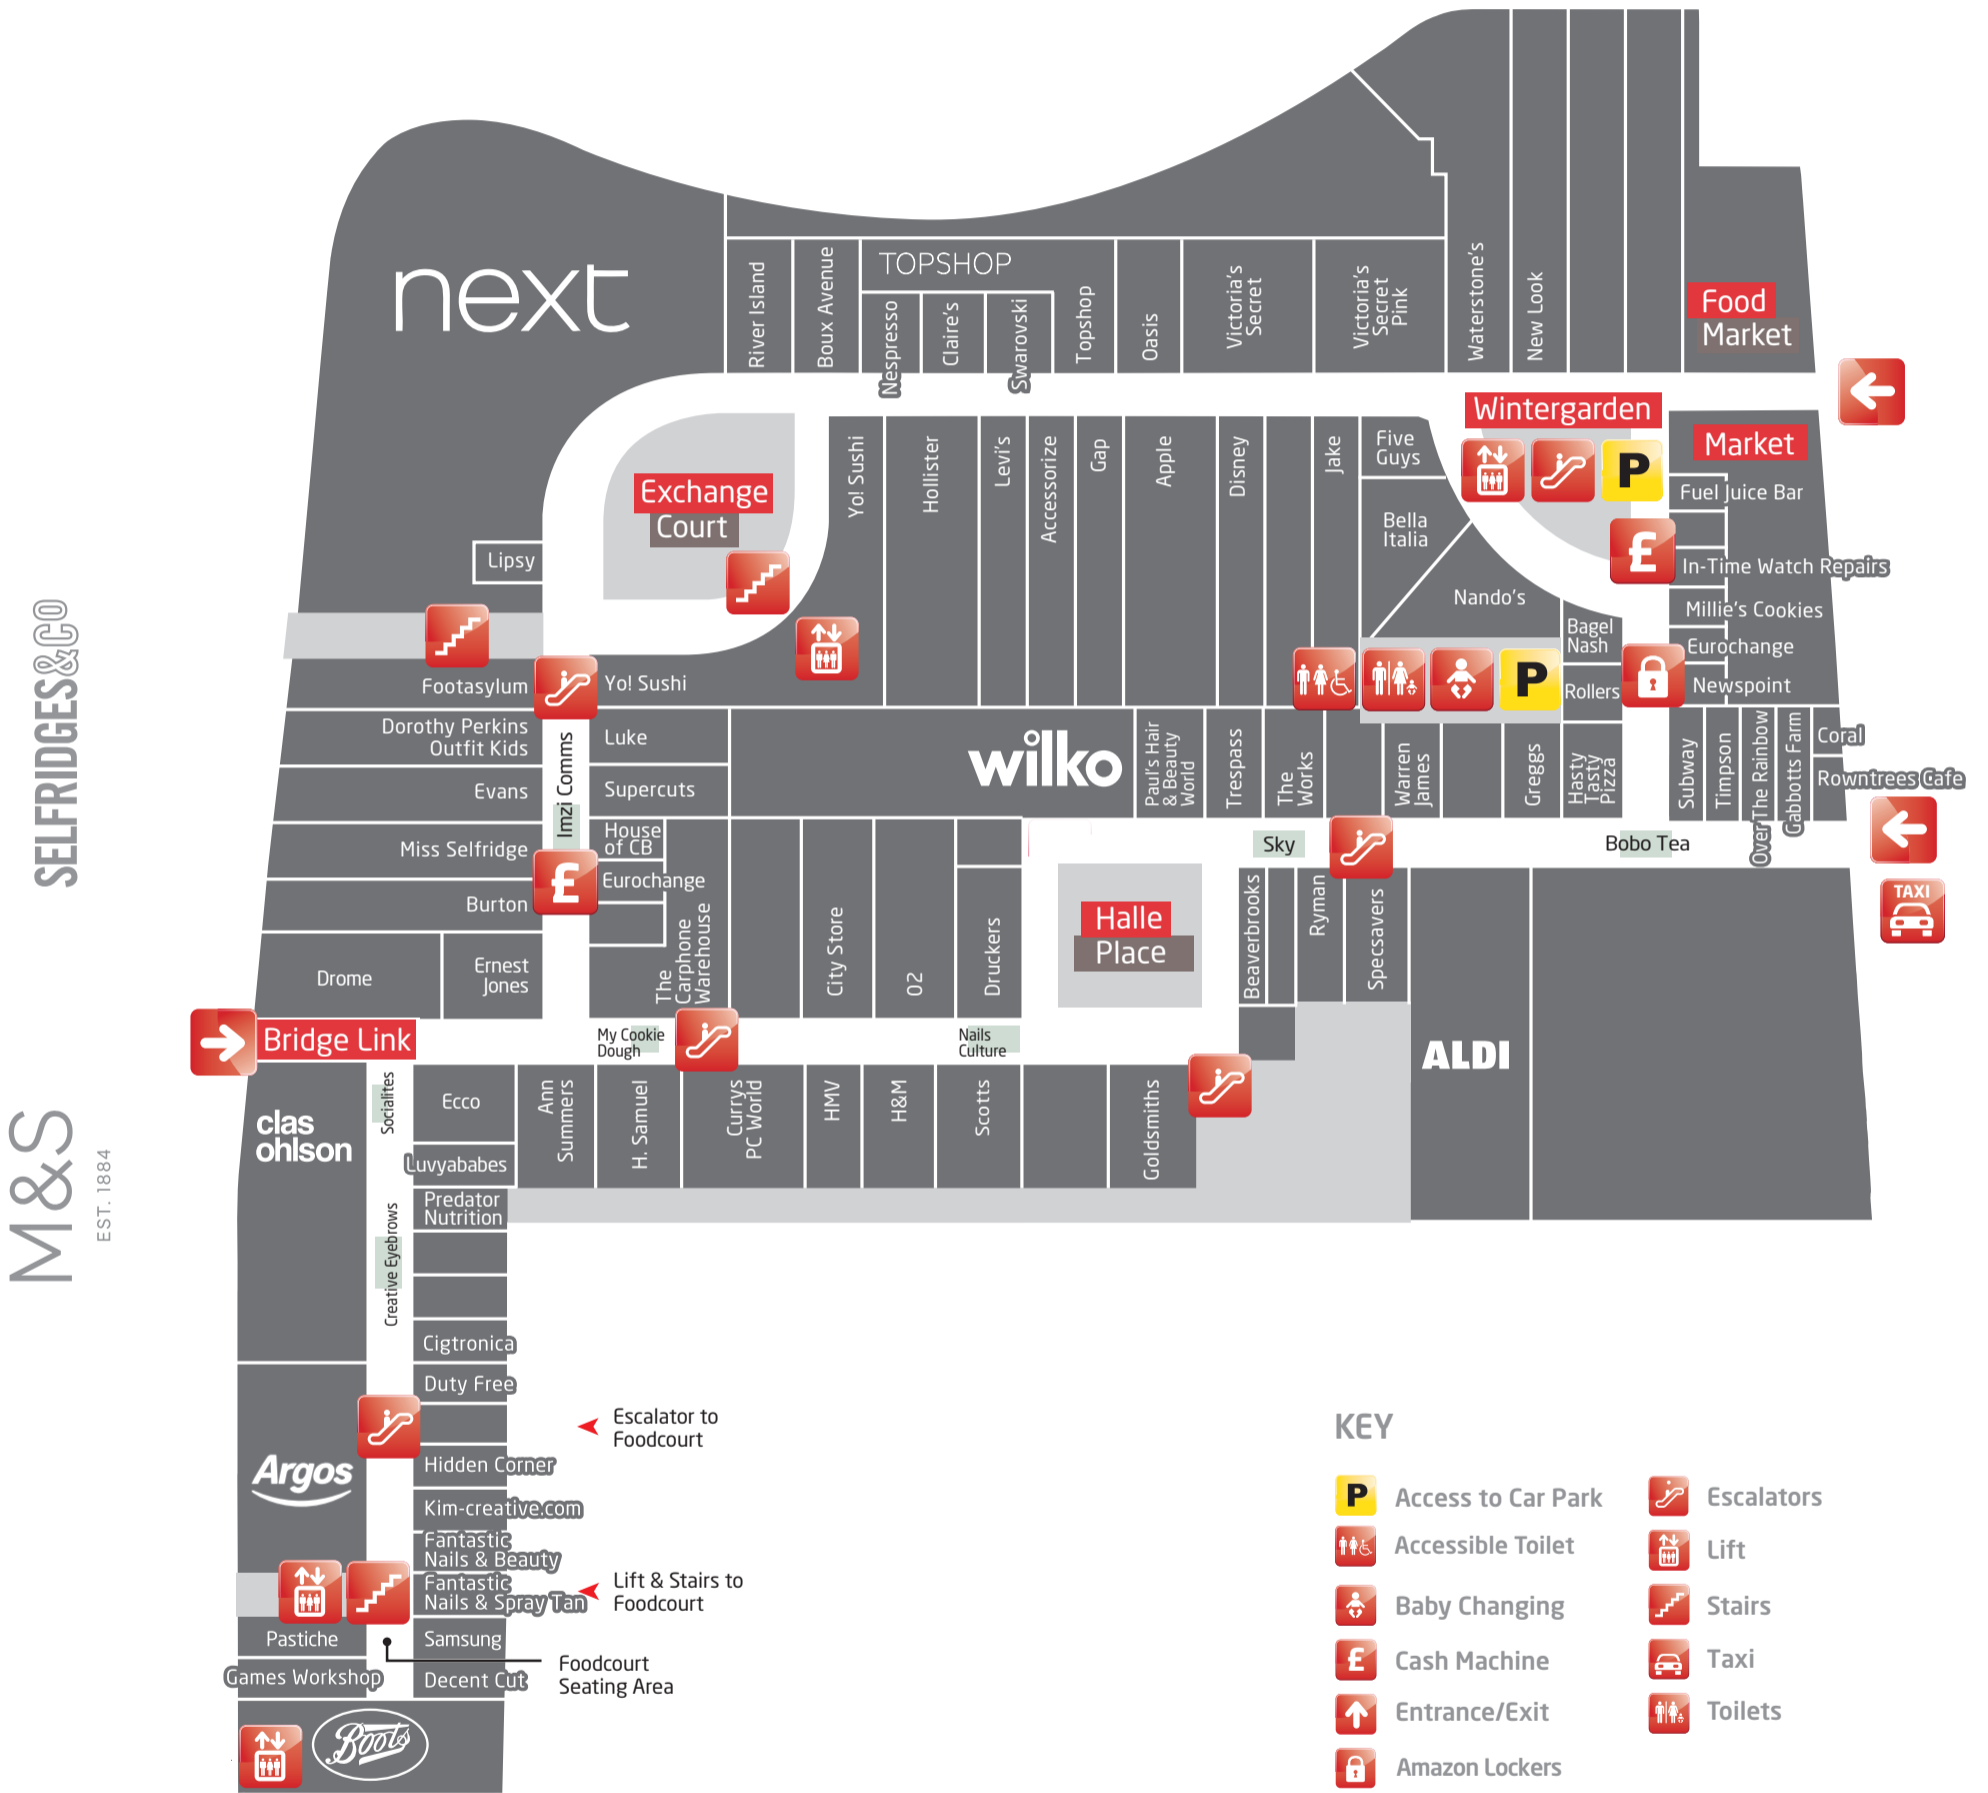 next
River Island
Boux Avenue
TOPSHOP
Nespresso
Claire's
Swarovski
Topshop
Oasis
Victoria's
Secret
Victoria's
Secret
Pink
Waterstone's
New Look
Food
Market
Wintergarden
P
£
Market
Fuel Juice Bar
In-Time Watch Repairs
Millie's Cookies
Eurochange
Newspoint
Exchange
Court
Yo! Sushi
Hollister
Levi's
Accessorize
Gap
Apple
Disney
Jake
Five
Guys
Bella
Italia
Nando's
Bagel
Nash
Rollers
P
Lipsy
Footasylum
Yo! Sushi
Dorothy Perkins
Outfit Kids
Evans
Miss Selfridge
Burton
Drome
Ernest
Jones
Imzi Comms
£
Luke
Supercuts
House
of CB
Eurochange
The
Carphone
Warehouse
wilko
Paul's Hair
& Beauty
World
Trespass
The
Works
Warren
James
Greggs
Hasty
Tasty
Pizza
Subway
Timpson
Over The Rainbow
Gabbotts Farm
Coral
Rowntrees Cafe
TAXI
City Store
O2
Druckers
Halle
Place
Sky
Bobo Tea
Beaverbrooks
Ryman
Specsavers
ALDI
SELFRIDGES&CO
M&S
EST. 1884
Bridge Link
My Cookie
Dough
Nails
Culture
clas
ohlson
Socialites
Ecco
Luvyababes
Predator
Nutrition
Ann
Summers
H. Samuel
Currys
PC World
HMV
H&M
Scotts
Goldsmiths
Creative Eyebrows
Cigtronica
Duty Free
Hidden Corner
Kim-creative.com
Fantastic
Nails & Beauty
Fantastic
Nails & Spray Tan
Samsung
Decent Cut
Argos
Pastiche
Games Workshop
Boots
Escalator to
Foodcourt
Lift & Stairs to
Foodcourt
Foodcourt
Seating Area
KEY
P Access to Car Park
Accessible Toilet
Baby Changing
£ Cash Machine
Entrance/Exit
Amazon Lockers
Escalators
Lift
Stairs
Taxi
Toilets